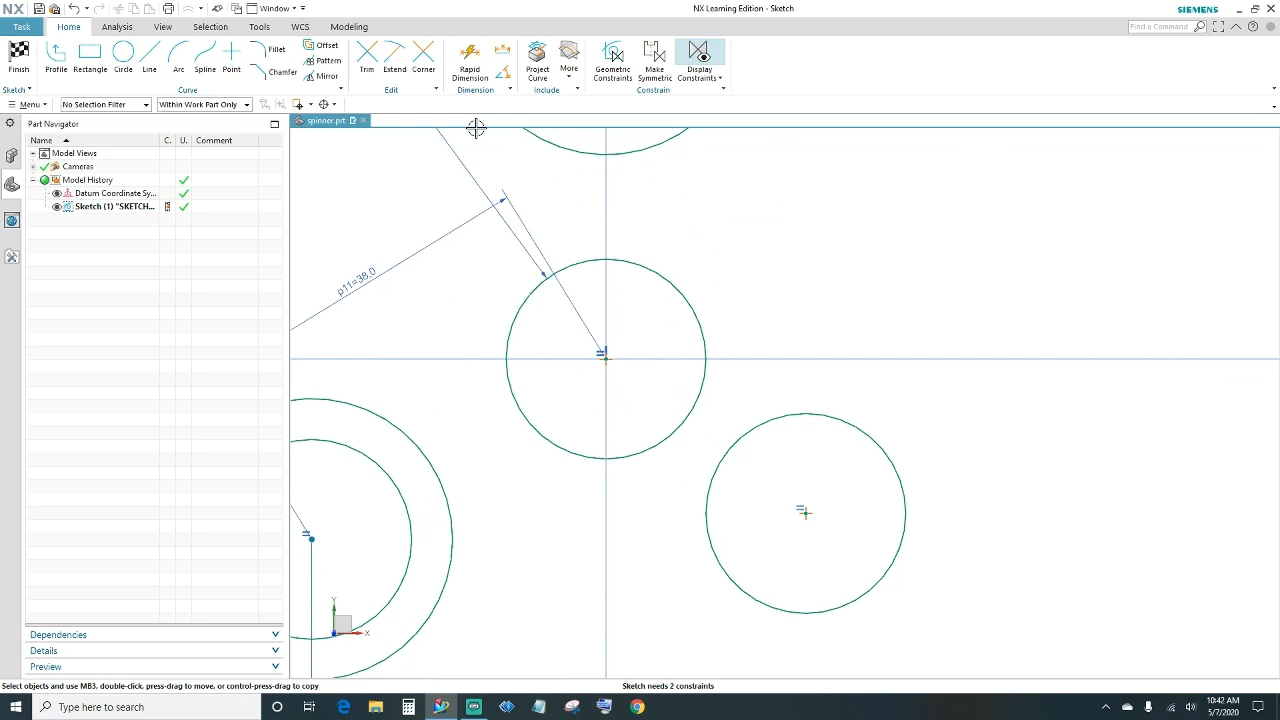 NX
Window
NX Learning Edition - Sketch
SIEMENS
Task
Home
Analysis
View
Selection
Tools
WCS
Modeling
Find a Command
Finish
Profile
Rectangle
Circle
Line
Arc
Spline
Point
Fillet
Chamfer
Offset
Pattern
Mirror
Trim
Extend
Corner
Rapid Dimension
Project Curve
More
Geometric Constraints
Make Symmetric
Display Constraints
Sketch
Curve
Edit
Dimension
Include
Constrain
Menu
No Selection Filter
Within Work Part Only
Part Navigator
spinner.prt
Name
C.
U.
Comment
Model Views
Cameras
Model History
Datum Coordinate Sy...
Sketch (1) "SKETCH...
p11=38.0
Y
X
Dependencies
Details
Preview
Select objects and use MB3, double-click, press-drag to move, or control-press-drag to copy
Sketch needs 2 constraints
Type here to search
10:42 AM
5/7/2020